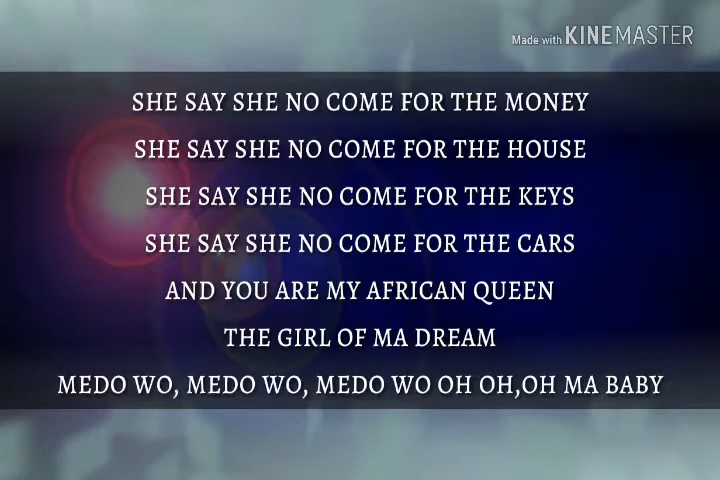 Made with KINEMASTER
SHE SAY SHE NO COME FOR THE MONEY
SHE SAY SHE NO COME FOR THE HOUSE
SHE SAY SHE NO COME FOR THE KEYS
SHE SAY SHE NO COME FOR THE CARS
AND YOU ARE MY AFRICAN QUEEN
THE GIRL OF MA DREAM
MEDO WO, MEDO WO, MEDO WO OH OH,OH MA BABY